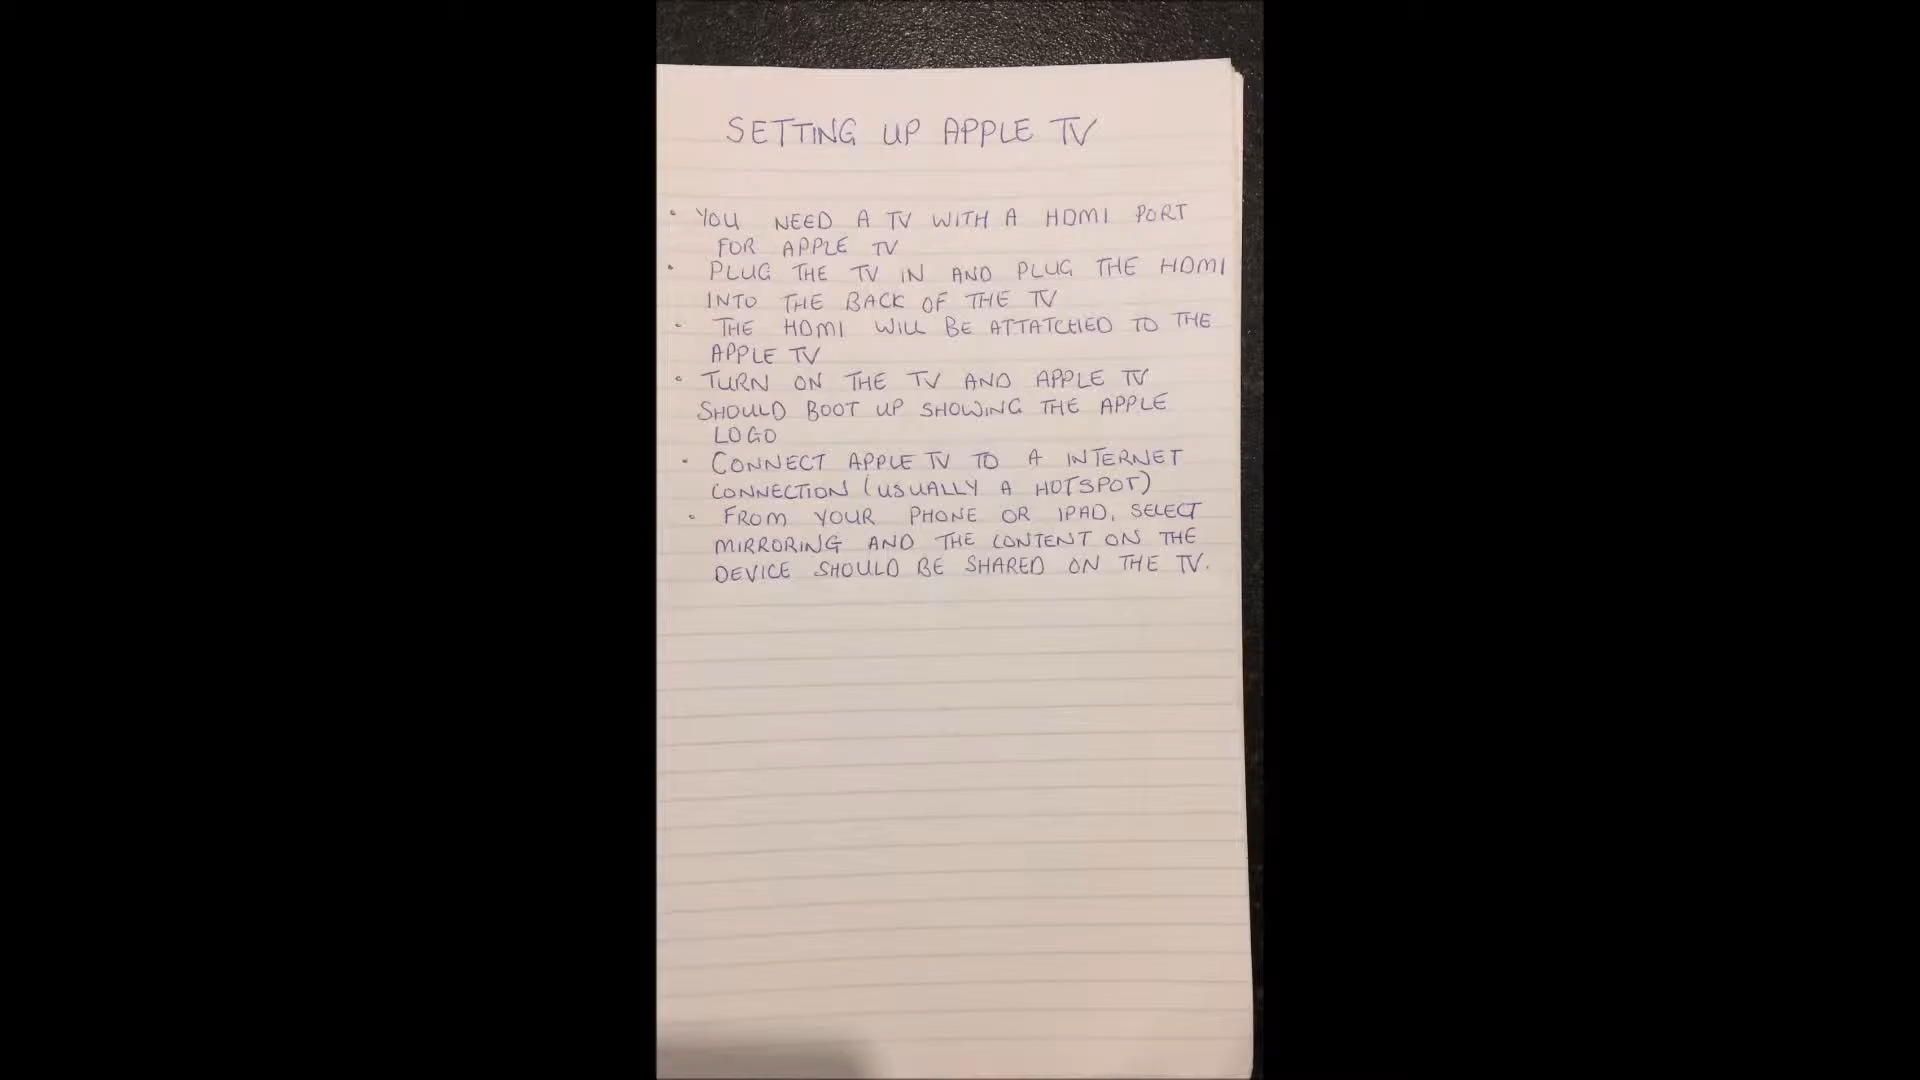 SETTING UP APPLE TV
• YOU NEED A TV WITH A HDMI PORT
FOR APPLE TV
• PLUG THE TV IN AND PLUG THE HDMI
INTO THE BACK OF THE TV
• THE HDMI WILL BE ATTATCHED TO THE
APPLE TV
• TURN ON THE TV AND APPLE TV
SHOULD BOOT UP SHOWING THE APPLE
LOGO
• CONNECT APPLE TV TO A INTERNET
CONNECTION (USUALLY A HOTSPOT)
• FROM YOUR PHONE OR IPAD, SELECT
MIRRORING AND THE CONTENT ON THE
DEVICE SHOULD BE SHARED ON THE TV.